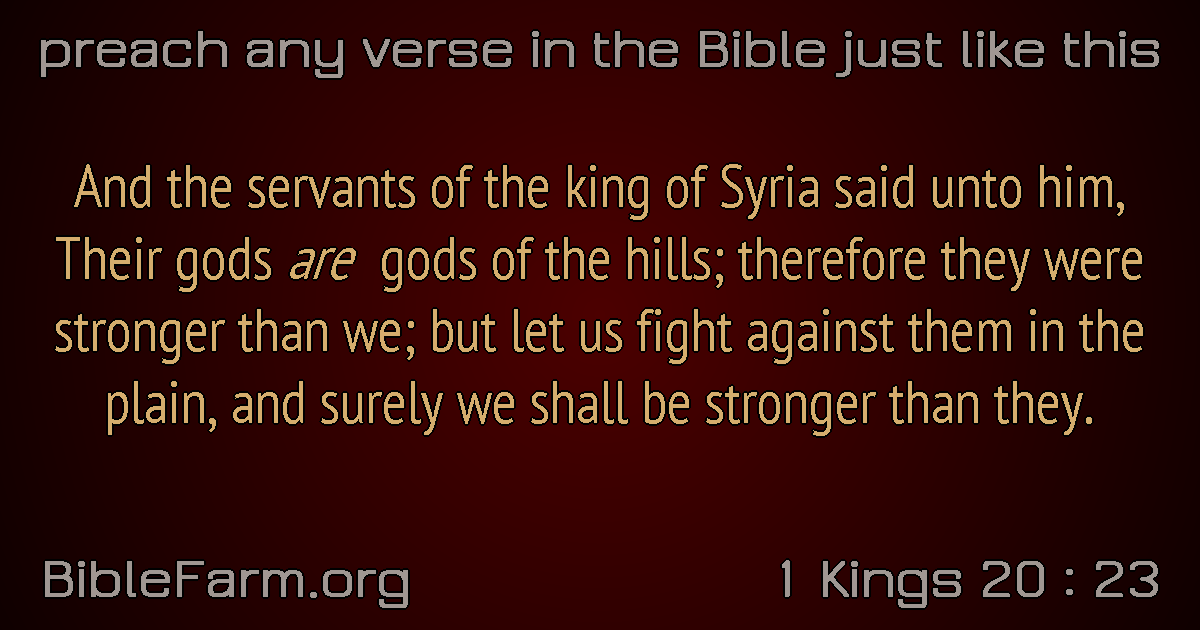 preach any verse in the Bible just like this
And the servants of the king of Syria said unto him,
Their gods are gods of the hills; therefore they were
stronger than we; but let us fight against them in the
plain, and surely we shall be stronger than they.
BibleFarm.org
1 Kings 20 : 23